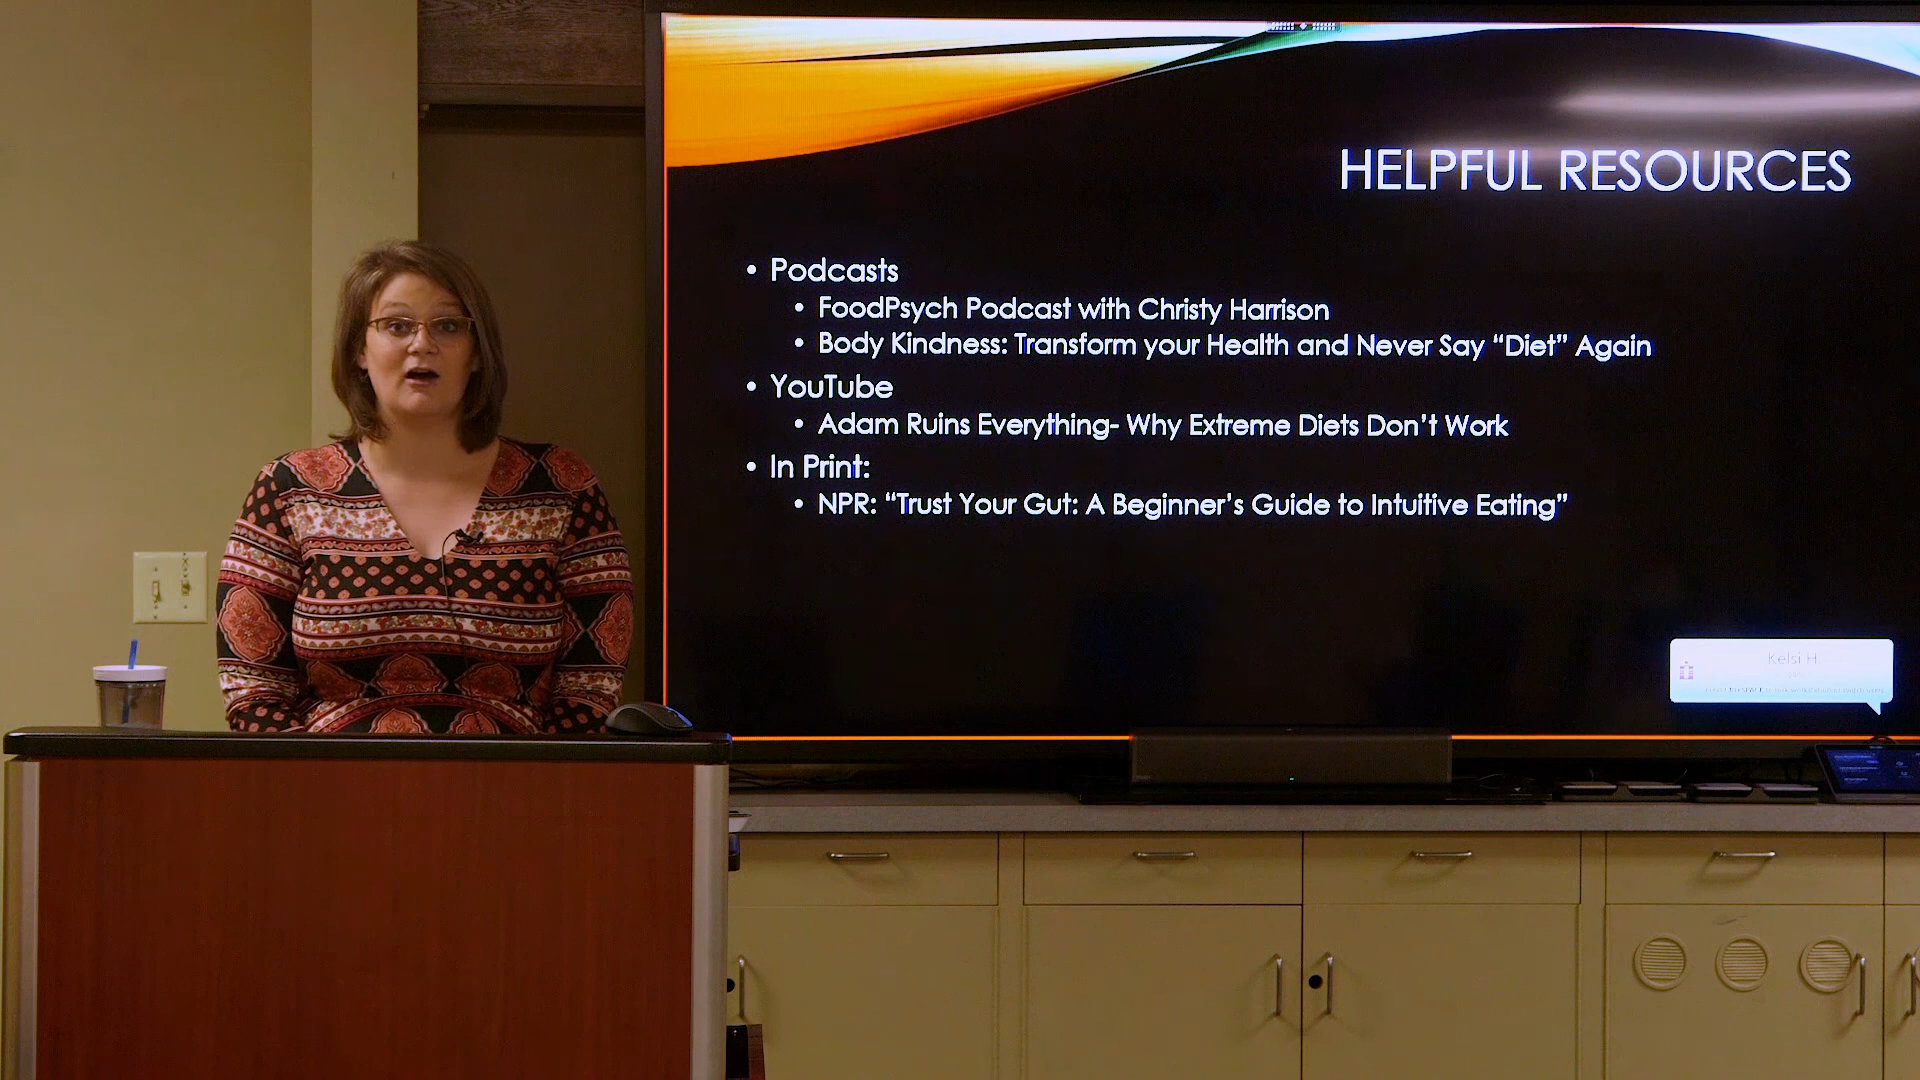 HELPFUL RESOURCES
• Podcasts
• FoodPsych Podcast with Christy Harrison
• Body Kindness: Transform your Health and Never Say “Diet” Again
• YouTube
• Adam Ruins Everything- Why Extreme Diets Don’t Work
• In Print:
• NPR: “Trust Your Gut: A Beginner’s Guide to Intuitive Eating”
Kelsi H